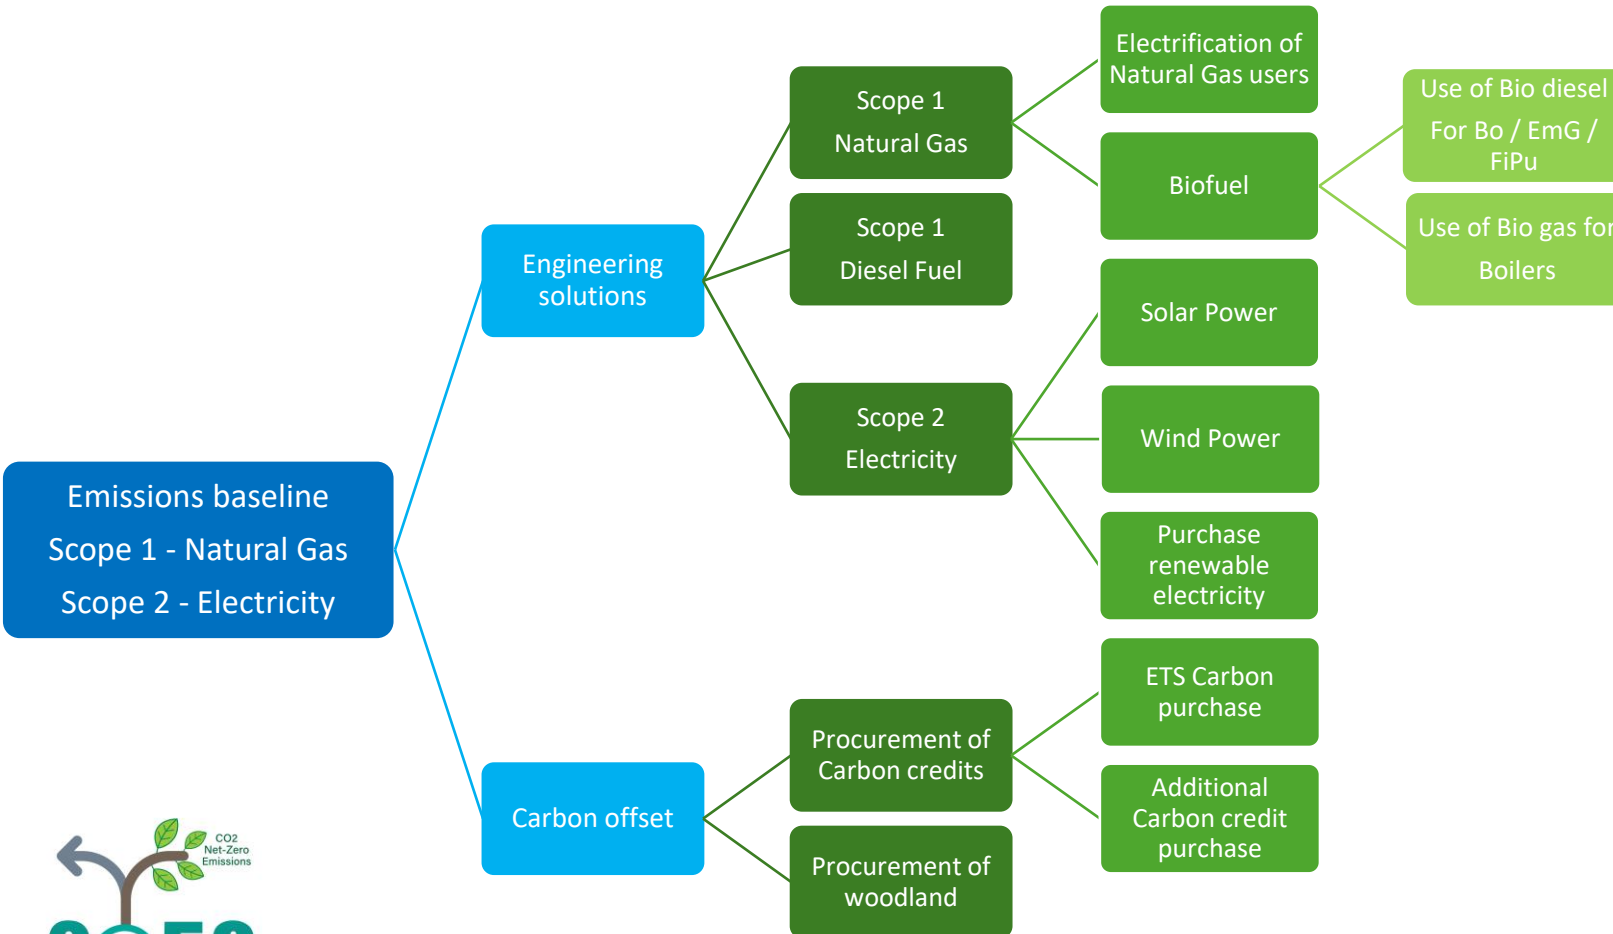 Electrification of
Natural Gas users
Use of Bio diesel
For Bo / EmG /
FiPu
Scope 1
Natural Gas
Biofuel
Scope 1
Diesel Fuel
Use of Bio gas for
Boilers
Engineering
solutions
Solar Power
Scope 2
Electricity
Wind Power
Emissions baseline
Scope 1 - Natural Gas
Scope 2 - Electricity
Purchase
renewable
electricity
ETS Carbon
purchase
Procurement of
Carbon credits
Carbon offset
Additional
Carbon credit
purchase
Procurement of
woodland
CO2
Net-Zero
Emissions